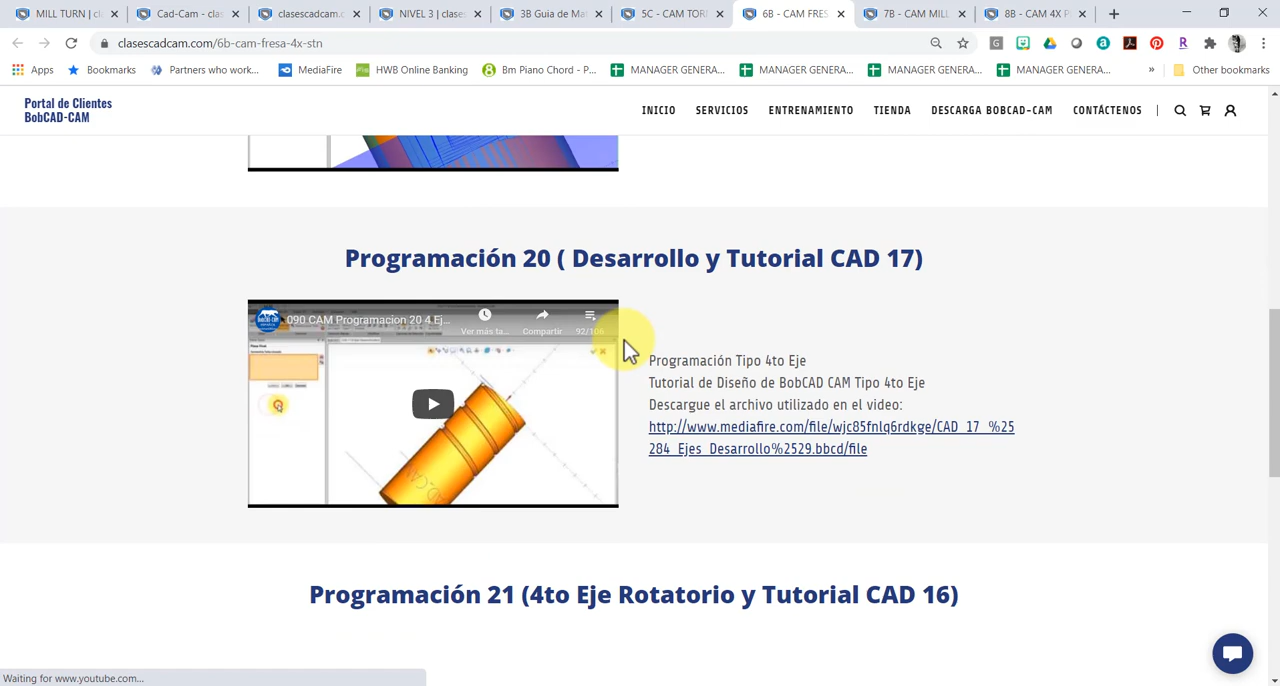 MILL TURN | cl
Cad-Cam - clas
clasescadcam.c
NIVEL 3 | clases
3B Guia de Mat
5C - CAM TOR
6B - CAM FRES
7B - CAM MILL
8B - CAM 4X P
clasescadcam.com/6b-cam-fresa-4x-stn
Apps
Bookmarks
Partners who work...
MediaFire
HWB Online Banking
Bm Piano Chord - P...
MANAGER GENERA...
MANAGER GENERA...
MANAGER GENERA...
MANAGER GENERA...
»
Other bookmarks
Portal de Clientes
BobCAD-CAM
INICIO
SERVICIOS
ENTRENAMIENTO
TIENDA
DESCARGA BOBCAD-CAM
CONTÁCTENOS
Programación 20 ( Desarrollo y Tutorial CAD 17)
090 CAM Programacion 20 4 Ej...
Ver más ta...
Compartir
92/106
Programación Tipo 4to Eje
Tutorial de Diseño de BobCAD CAM Tipo 4to Eje
Descargue el archivo utilizado en el video:
http://www.mediafire.com/file/wjc85fnlq6rdkge/CAD_17_%25
284_Ejes_Desarrollo%2529.bbcd/file
Programación 21 (4to Eje Rotatorio y Tutorial CAD 16)
Waiting for www.youtube.com...